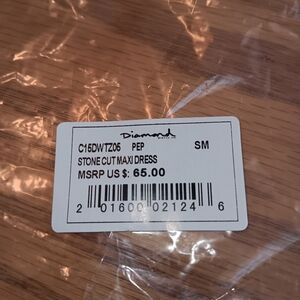 Diamond
C15DWTZ06 PEP SM
STONE CUT MAXI DRESS
MSRP US $: 65.00
2 01600 02124 6